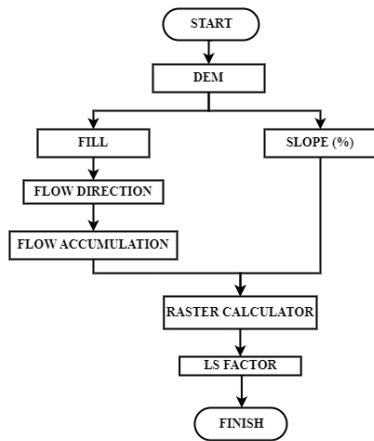 START
DEM
FILL
SLOPE (%)
FLOW DIRECTION
FLOW ACCUMULATION
RASTER CALCULATOR
LS FACTOR
FINISH